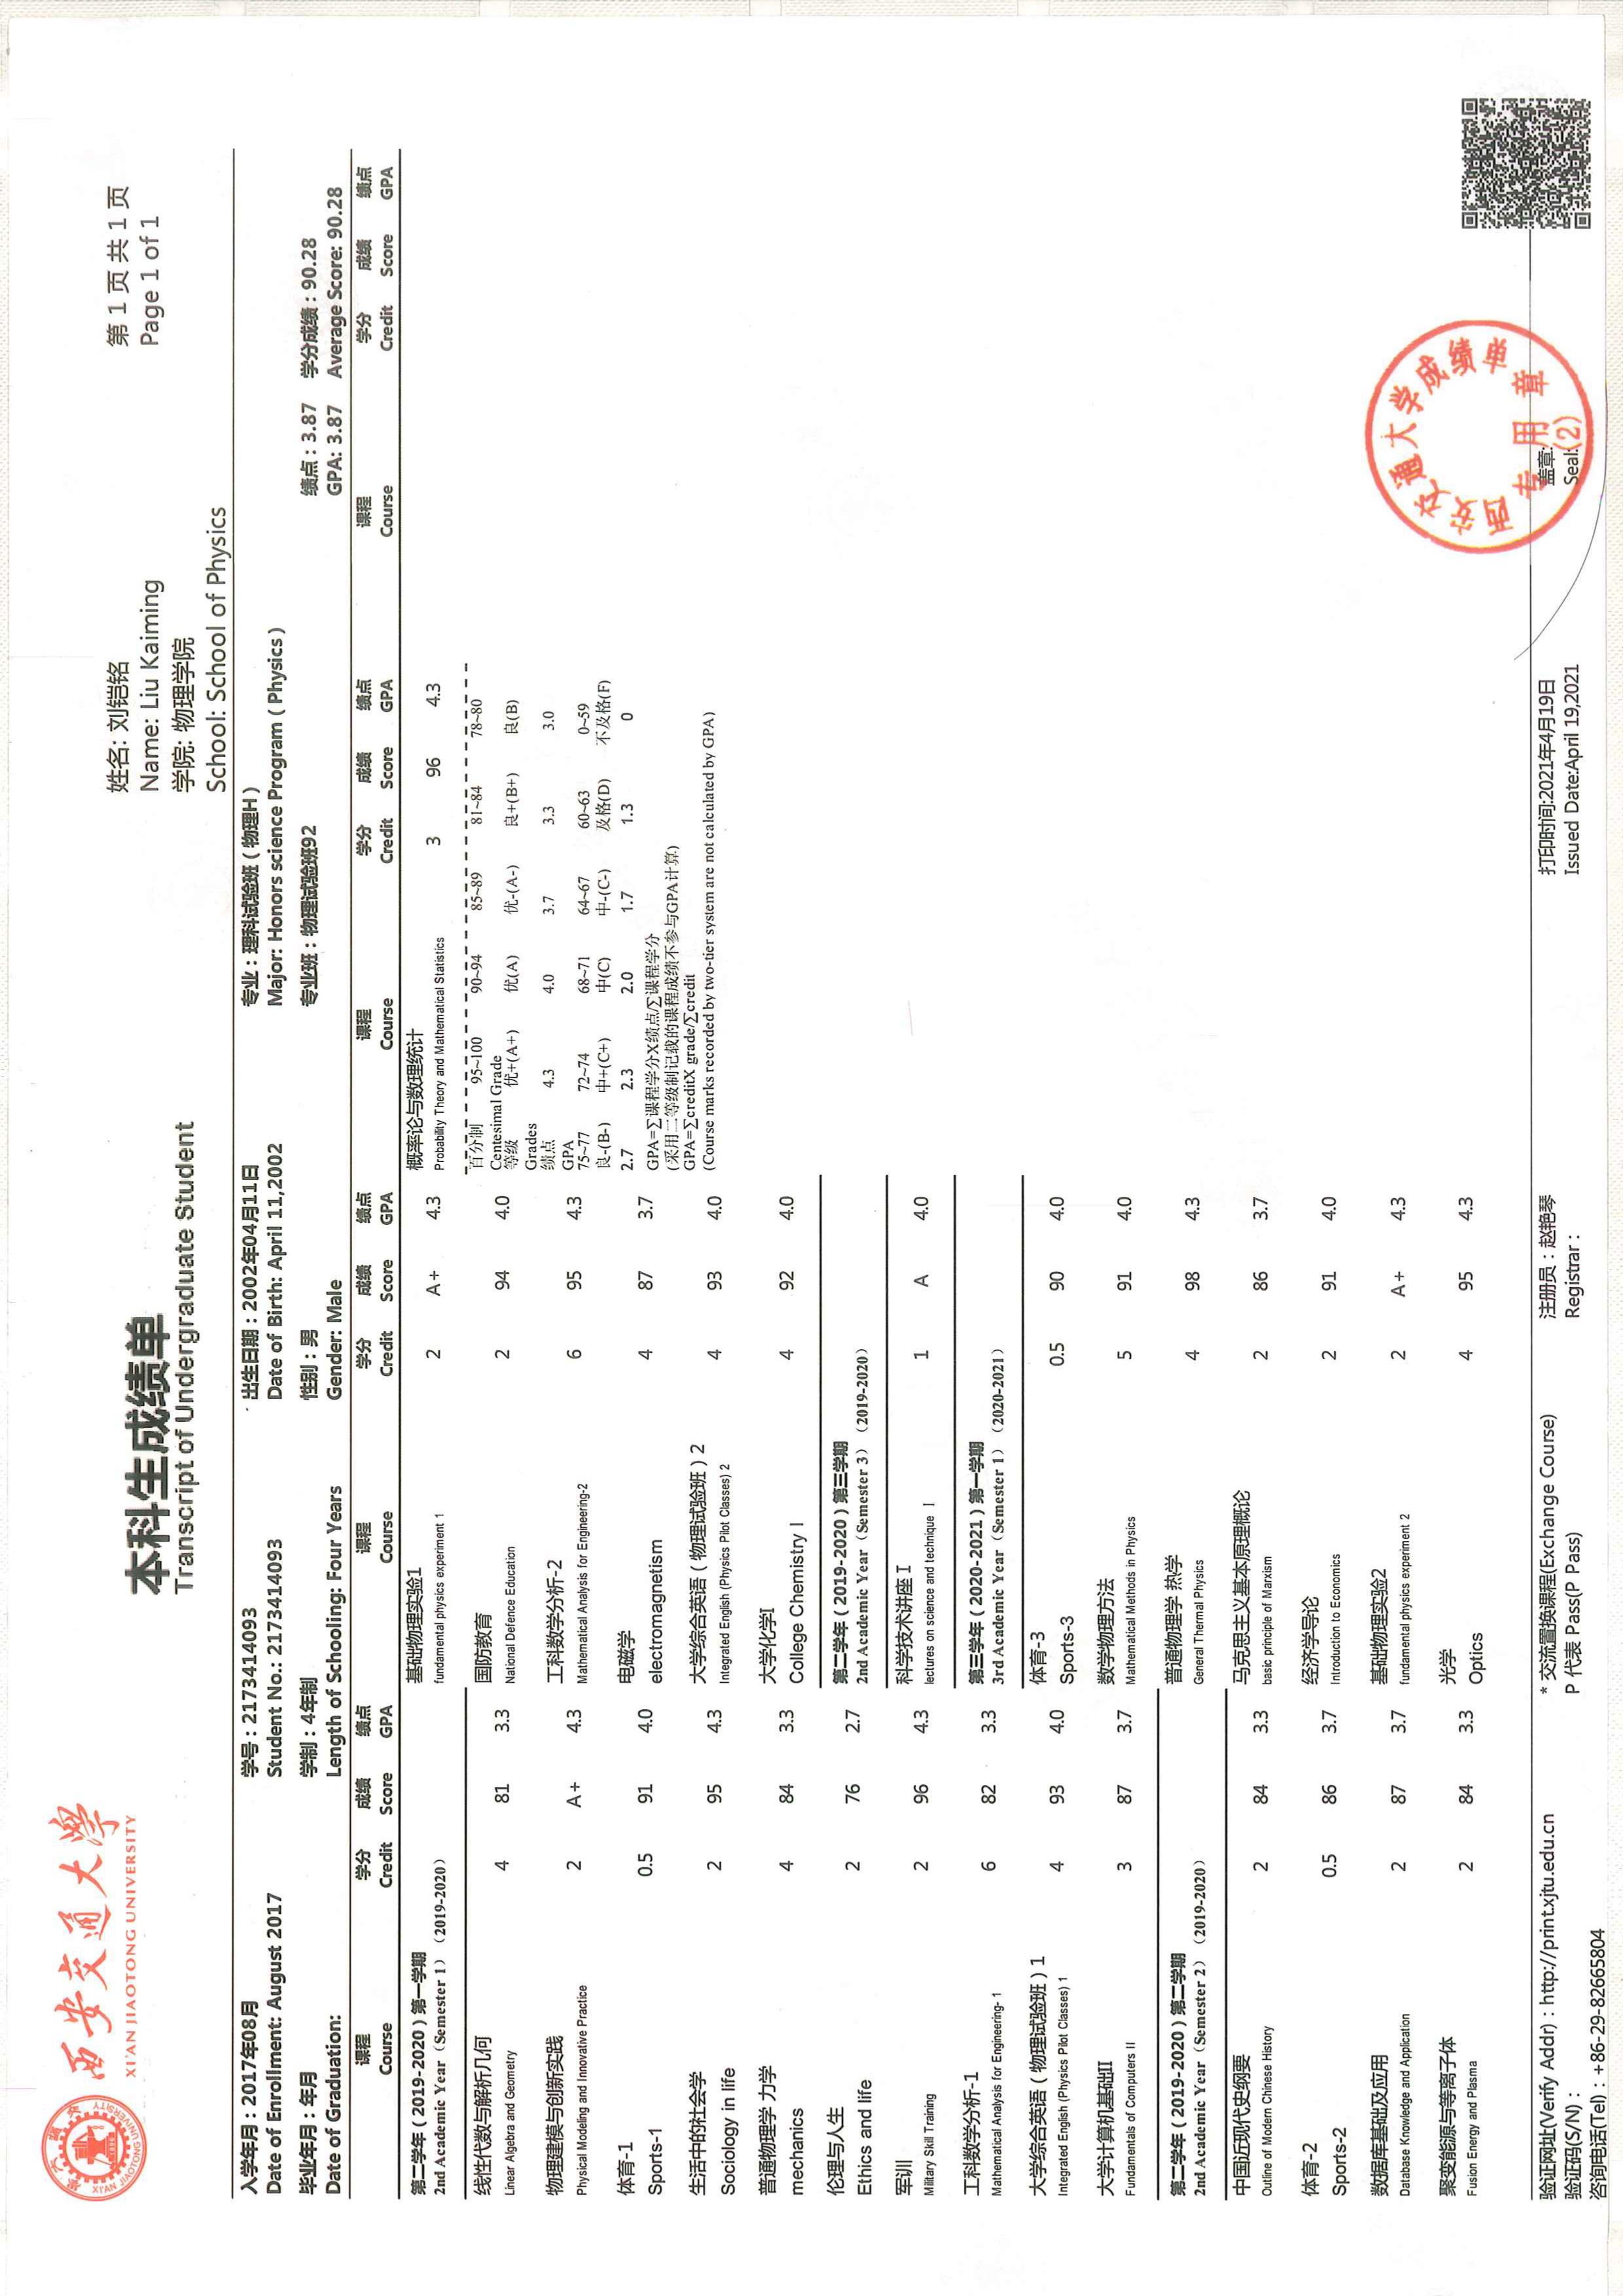 西安交通大學
XI'AN JIAOTONG UNIVERSITY
本科生成绩单
Transcript of Undergraduate Student
姓名: 刘铠铭
Name: Liu Kaiming
学院: 物理学院
School: School of Physics
第 1 页 共 1 页
Page 1 of 1
入学年月：2017年08月 学号：2173414093 出生日期：2002年04月11日 专业：理科试验班（物理H）
Date of Enrollment: August 2017 Student No.: 2173414093 Date of Birth: April 11,2002 Major: Honors science Program ( Physics )
毕业年月：年月 学制：4年制 性别：男 专业班：物理试验班92 绩点：3.87 学分成绩：90.28
Date of Graduation: Length of Schooling: Four Years Gender: Male GPA: 3.87 Average Score: 90.28
课程 学分 成绩 绩点 课程 学分 成绩 绩点 课程 学分 成绩 绩点 课程 学分 成绩 绩点
Course Credit Score GPA Course Credit Score GPA Course Credit Score GPA Course Credit Score GPA
第二学年（2019-2020）第一学期
2nd Academic Year（Semester 1）（2019-2020）
线性代数与解析几何
Linear Algebra and Geometry 4 81 3.3
物理建模与创新实践
Physical Modeling and Innovative Practice 2 A+ 4.3
体育-1
Sports-1 0.5 91 4.0
生活中的社会学
Sociology in life 2 95 4.3
普通物理学 力学
mechanics 4 84 3.3
伦理与人生
Ethics and life 2 76 2.7
军训
Military Skill Training 2 96 4.3
工科数学分析-1
Mathematical Analysis for Engineering- 1 6 82 3.3
大学综合英语（物理试验班）1
Integrated English (Physics Pilot Classes) 1 4 93 4.0
大学计算机基础II
Fundamentals of Computers II 3 87 3.7
第二学年（2019-2020）第二学期
2nd Academic Year（Semester 2）（2019-2020）
中国近现代史纲要
Outline of Modern Chinese History 2 84 3.3
体育-2
Sports-2 0.5 86 3.7
数据库基础及应用
Database Knowledge and Application 2 87 3.7
聚变能源与等离子体
Fusion Energy and Plasma 2 84 3.3
基础物理实验1
fundamental physics experiment 1 2 A+ 4.3
国防教育
National Defence Education 2 94 4.0
工科数学分析-2
Mathematical Analysis for Engineering-2 6 95 4.3
电磁学
electromagnetism 4 87 3.7
大学综合英语（物理试验班）2
Integrated English (Physics Pilot Classes) 2 4 93 4.0
大学化学I
College Chemistry I 4 92 4.0
第二学年（2019-2020）第三学期
2nd Academic Year（Semester 3）（2019-2020）
科学技术讲座 I
lectures on science and technique Ⅰ 1 A 4.0
第三学年（2020-2021）第一学期
3rd Academic Year（Semester 1）（2020-2021）
体育-3
Sports-3 0.5 90 4.0
数学物理方法
Mathematical Methods in Physics 5 91 4.0
普通物理学 热学
General Thermal Physics 4 98 4.3
马克思主义基本原理概论
basic principle of Marxism 2 86 3.7
经济学导论
Introduction to Economics 2 91 4.0
基础物理实验2
fundamental physics experiment 2 2 A+ 4.3
光学
Optics 4 95 4.3
概率论与数理统计
Probability Theory and Mathematical Statistics 3 96 4.3
百分制 95~100 90~94 85~89 81~84 78~80
Centesimal Grade
等级 优+(A+) 优(A) 优-(A-) 良+(B+) 良(B)
Grades
绩点 4.3 4.0 3.7 3.3 3.0
GPA
75~77 72~74 68~71 64~67 60~63 0~59
良-(B-) 中+(C+) 中(C) 中-(C-) 及格(D) 不及格(F)
2.7 2.3 2.0 1.7 1.3 0
GPA=∑课程学分X绩点/∑课程学分
(采用二等级制记载的课程成绩不参与GPA计算)
GPA=∑creditX grade/∑credit
(Course marks recorded by two-tier system are not calculated by GPA)
验证网址(Verify Addr)：http://print.xjtu.edu.cn * 交流置换课程(Exchange Course) 注册员：赵艳琴 打印时间:2021年4月19日 盖章:
验证码(S/N)： P 代表 Pass(P Pass) Registrar： Issued Date:April 19,2021 Seal:
咨询电话(Tel)：+86-29-82665804
西安交通大学成绩单
专用章
(2)